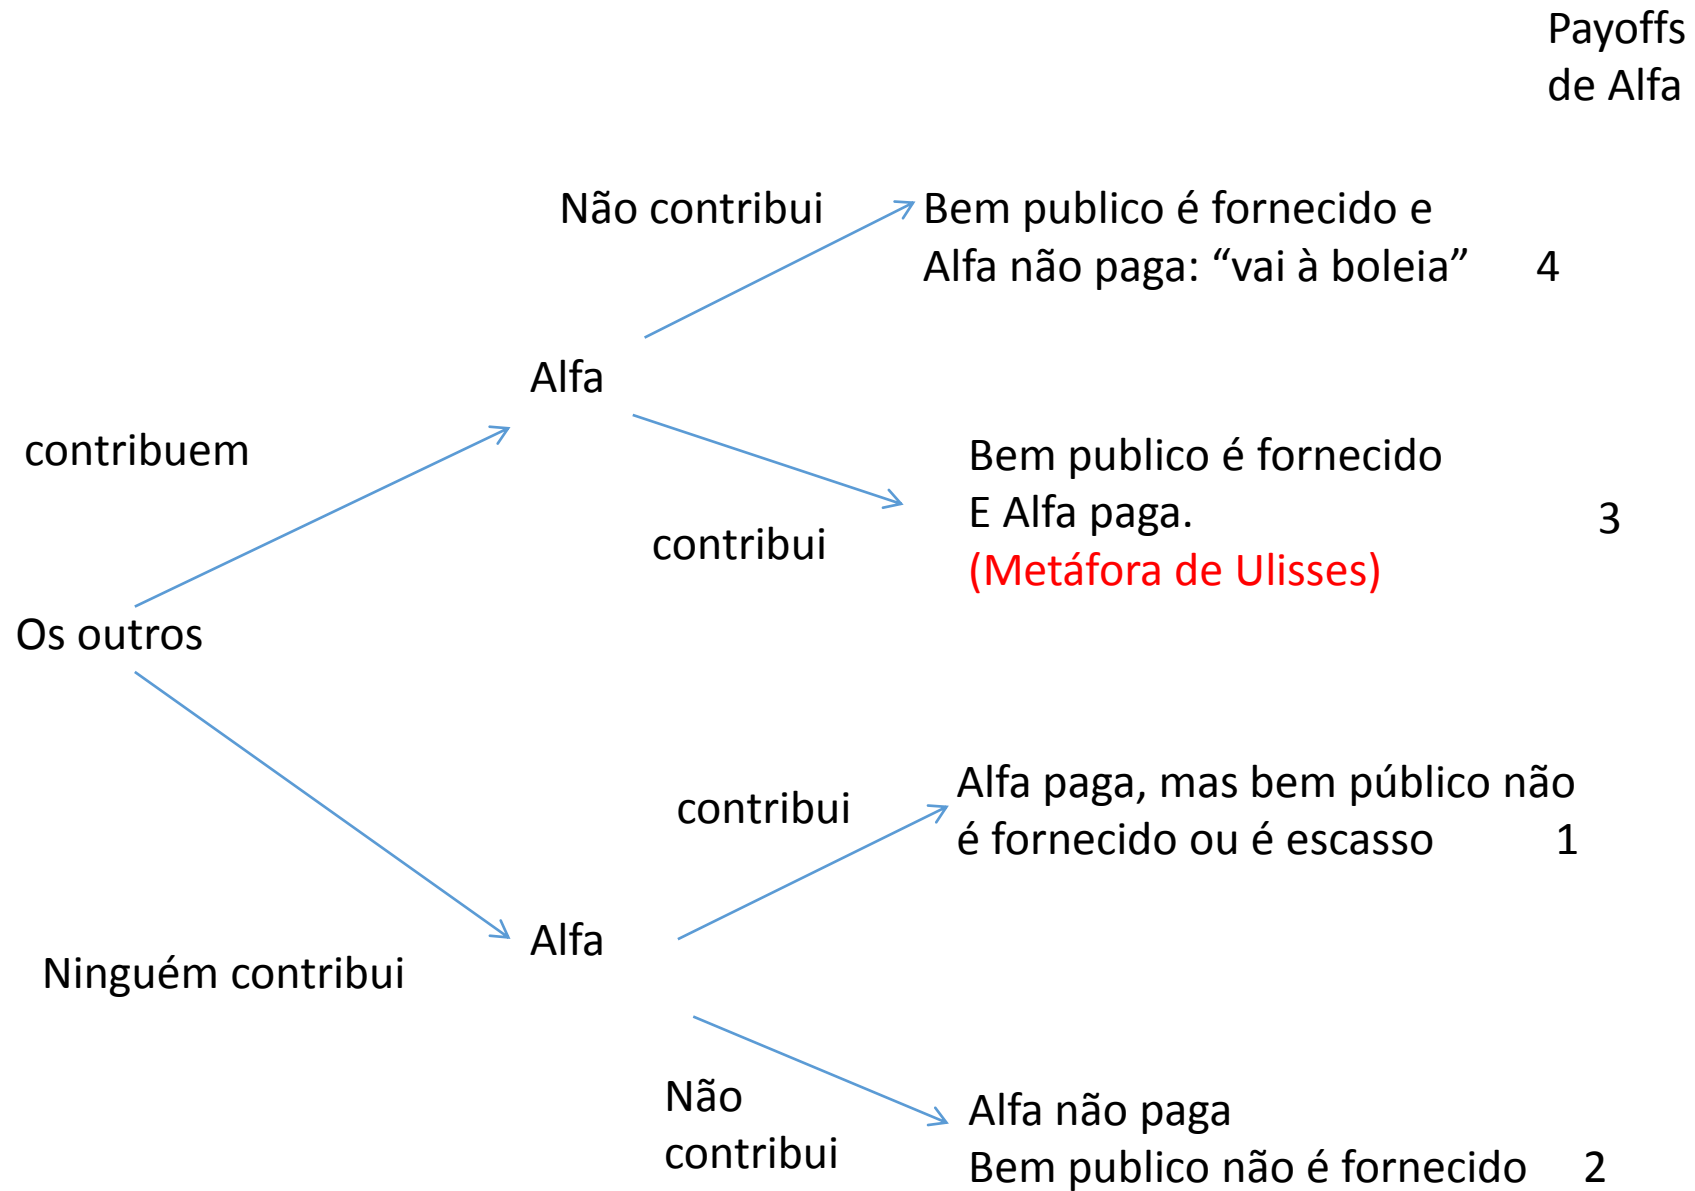 Payoffs
de Alfa
Não contribui
Bem publico é fornecido e
Alfa não paga: “vai à boleia” 4
Alfa
contribuem
contribui
Bem publico é fornecido
E Alfa paga. 3
(Metáfora de Ulisses)
Os outros
contribui
Alfa paga, mas bem público não
é fornecido ou é escasso 1
Alfa
Ninguém contribui
Não
contribui
Alfa não paga
Bem publico não é fornecido 2